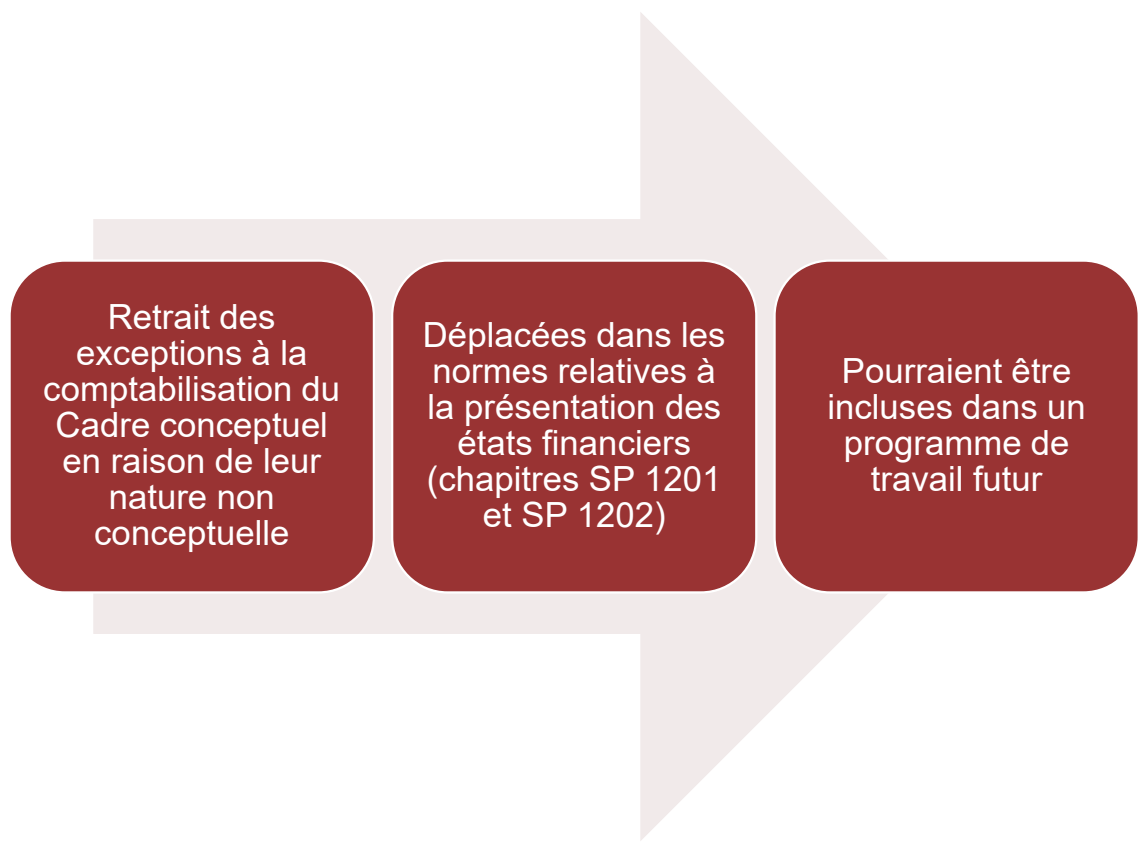 Retrait des
exceptions à la
comptabilisation du
Cadre conceptuel
en raison de leur
nature non
conceptuelle
Déplacées dans les
normes relatives à
la présentation des
états financiers
(chapitres SP 1201
et SP 1202)
Pourraient être
incluses dans un
programme de
travail futur